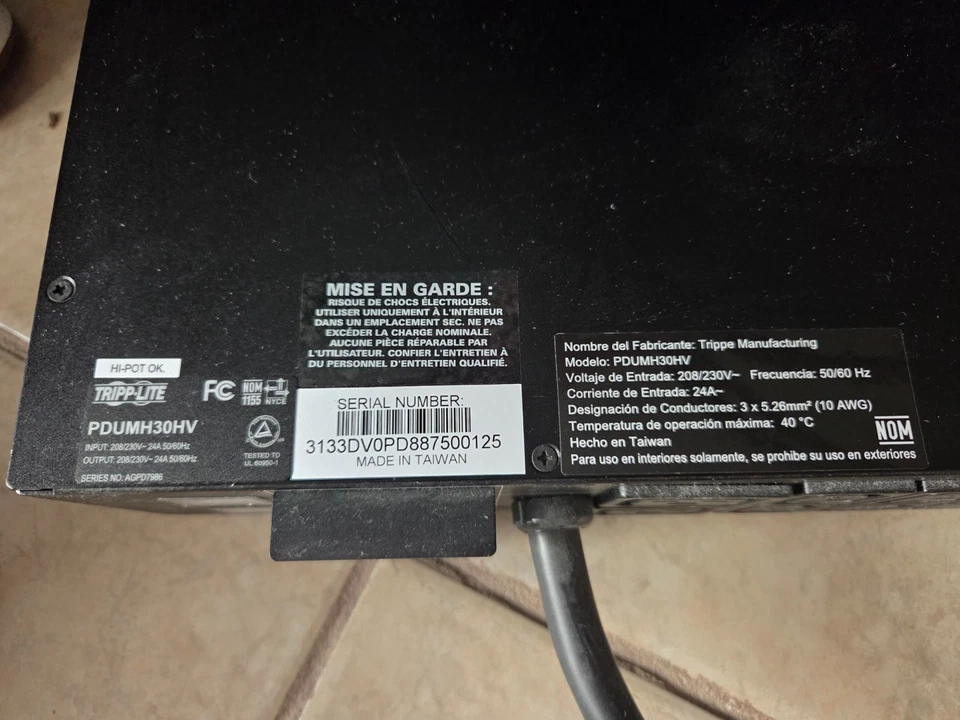 MISE EN GARDE :
RISQUE DE CHOCS ÉLECTRIQUES.
UTILISER UNIQUEMENT À L'INTÉRIEUR
DANS UN EMPLACEMENT SEC. NE PAS
EXCÉDER LA CHARGE NOMINALE.
AUCUNE PIÈCE RÉPARABLE PAR
L'UTILISATEUR. CONFIER L'ENTRETIEN À
DU PERSONNEL D'ENTRETIEN QUALIFIÉ.
HI-POT OK.
TRIPP·LITE
FC
NOM
1155
NYCE
PDUMH30HV
INPUT: 208/230V~ 24A 50/60Hz
OUTPUT: 208/230V~ 24A 50/60Hz
SERIES NO: AGPD7986
TESTED TO
UL 60950-1
SERIAL NUMBER:
3133DV0PD887500125
MADE IN TAIWAN
Nombre del Fabricante: Trippe Manufacturing
Modelo: PDUMH30HV
Voltaje de Entrada: 208/230V~ Frecuencia: 50/60 Hz
Corriente de Entrada: 24A~
Designación de Conductores: 3 x 5.26mm² (10 AWG)
Temperatura de operación máxima: 40 °C
Hecho en Taiwan
Para uso en interiores solamente, se prohibe su uso en exteriores
NOM